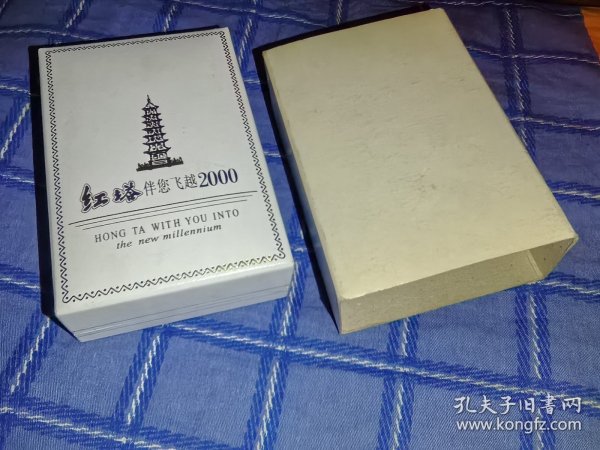 红塔伴您飞越2000
HONG TA WITH YOU INTO
the new millennium
孔夫子旧书网
www.kongfz.com